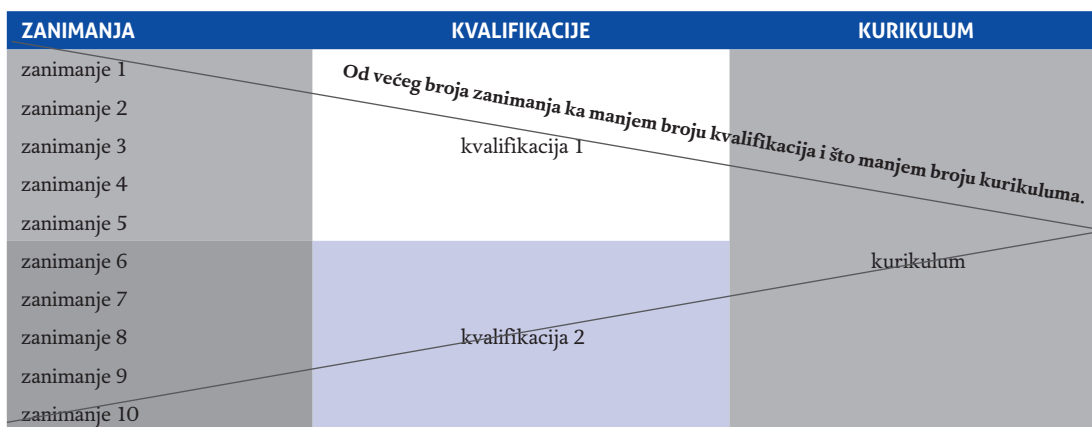 ZANIMANJA KVALIFIKACIJE KURIKULUM
zanimanje 1
Od većeg broja zanimanja ka manjem broju kvalifikacija i što manjem broju kurikuluma.
zanimanje 2
zanimanje 3 kvalifikacija 1
zanimanje 4
zanimanje 5
zanimanje 6 kurikulum
zanimanje 7
zanimanje 8 kvalifikacija 2
zanimanje 9
zanimanje 10